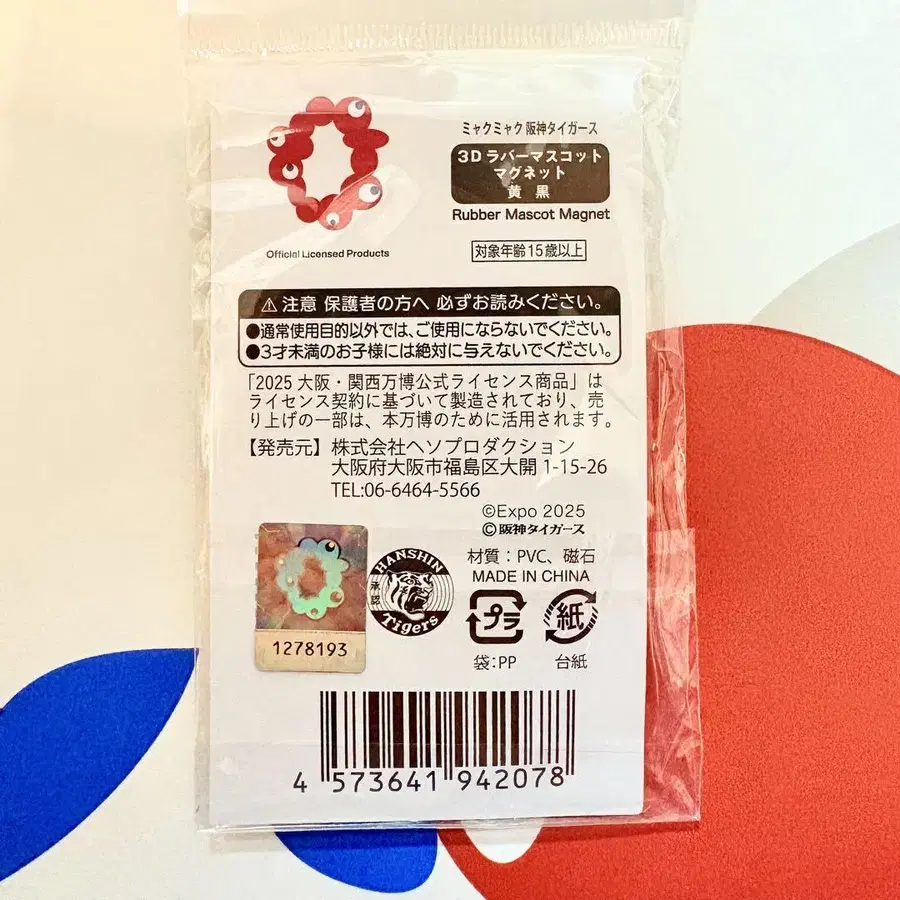 ミャクミャク 阪神タイガース
3D ラバーマスコット
マグネット
黄 黒
Rubber Mascot Magnet
Official Licensed Products
対象年齢15歳以上
⚠ 注意 保護者の方へ 必ずお読みください。
●通常使用目的以外では、ご使用にならないでください。
●3才未満のお子様には絶対に与えないでください。
「2025 大阪・関西万博公式ライセンス商品」は
ライセンス契約に基づいて製造されており、売
り上げの一部は、本万博のために活用されます。
【発売元】 株式会社ヘソプロダクション
大阪府大阪市福島区大開 1-15-26
TEL:06-6464-5566
©Expo 2025
©阪神タイガース
材質：PVC、磁石
MADE IN CHINA
HANSHIN
承認
Tigers
1278193
プラ
紙
袋：PP
台紙
4 573641 942078